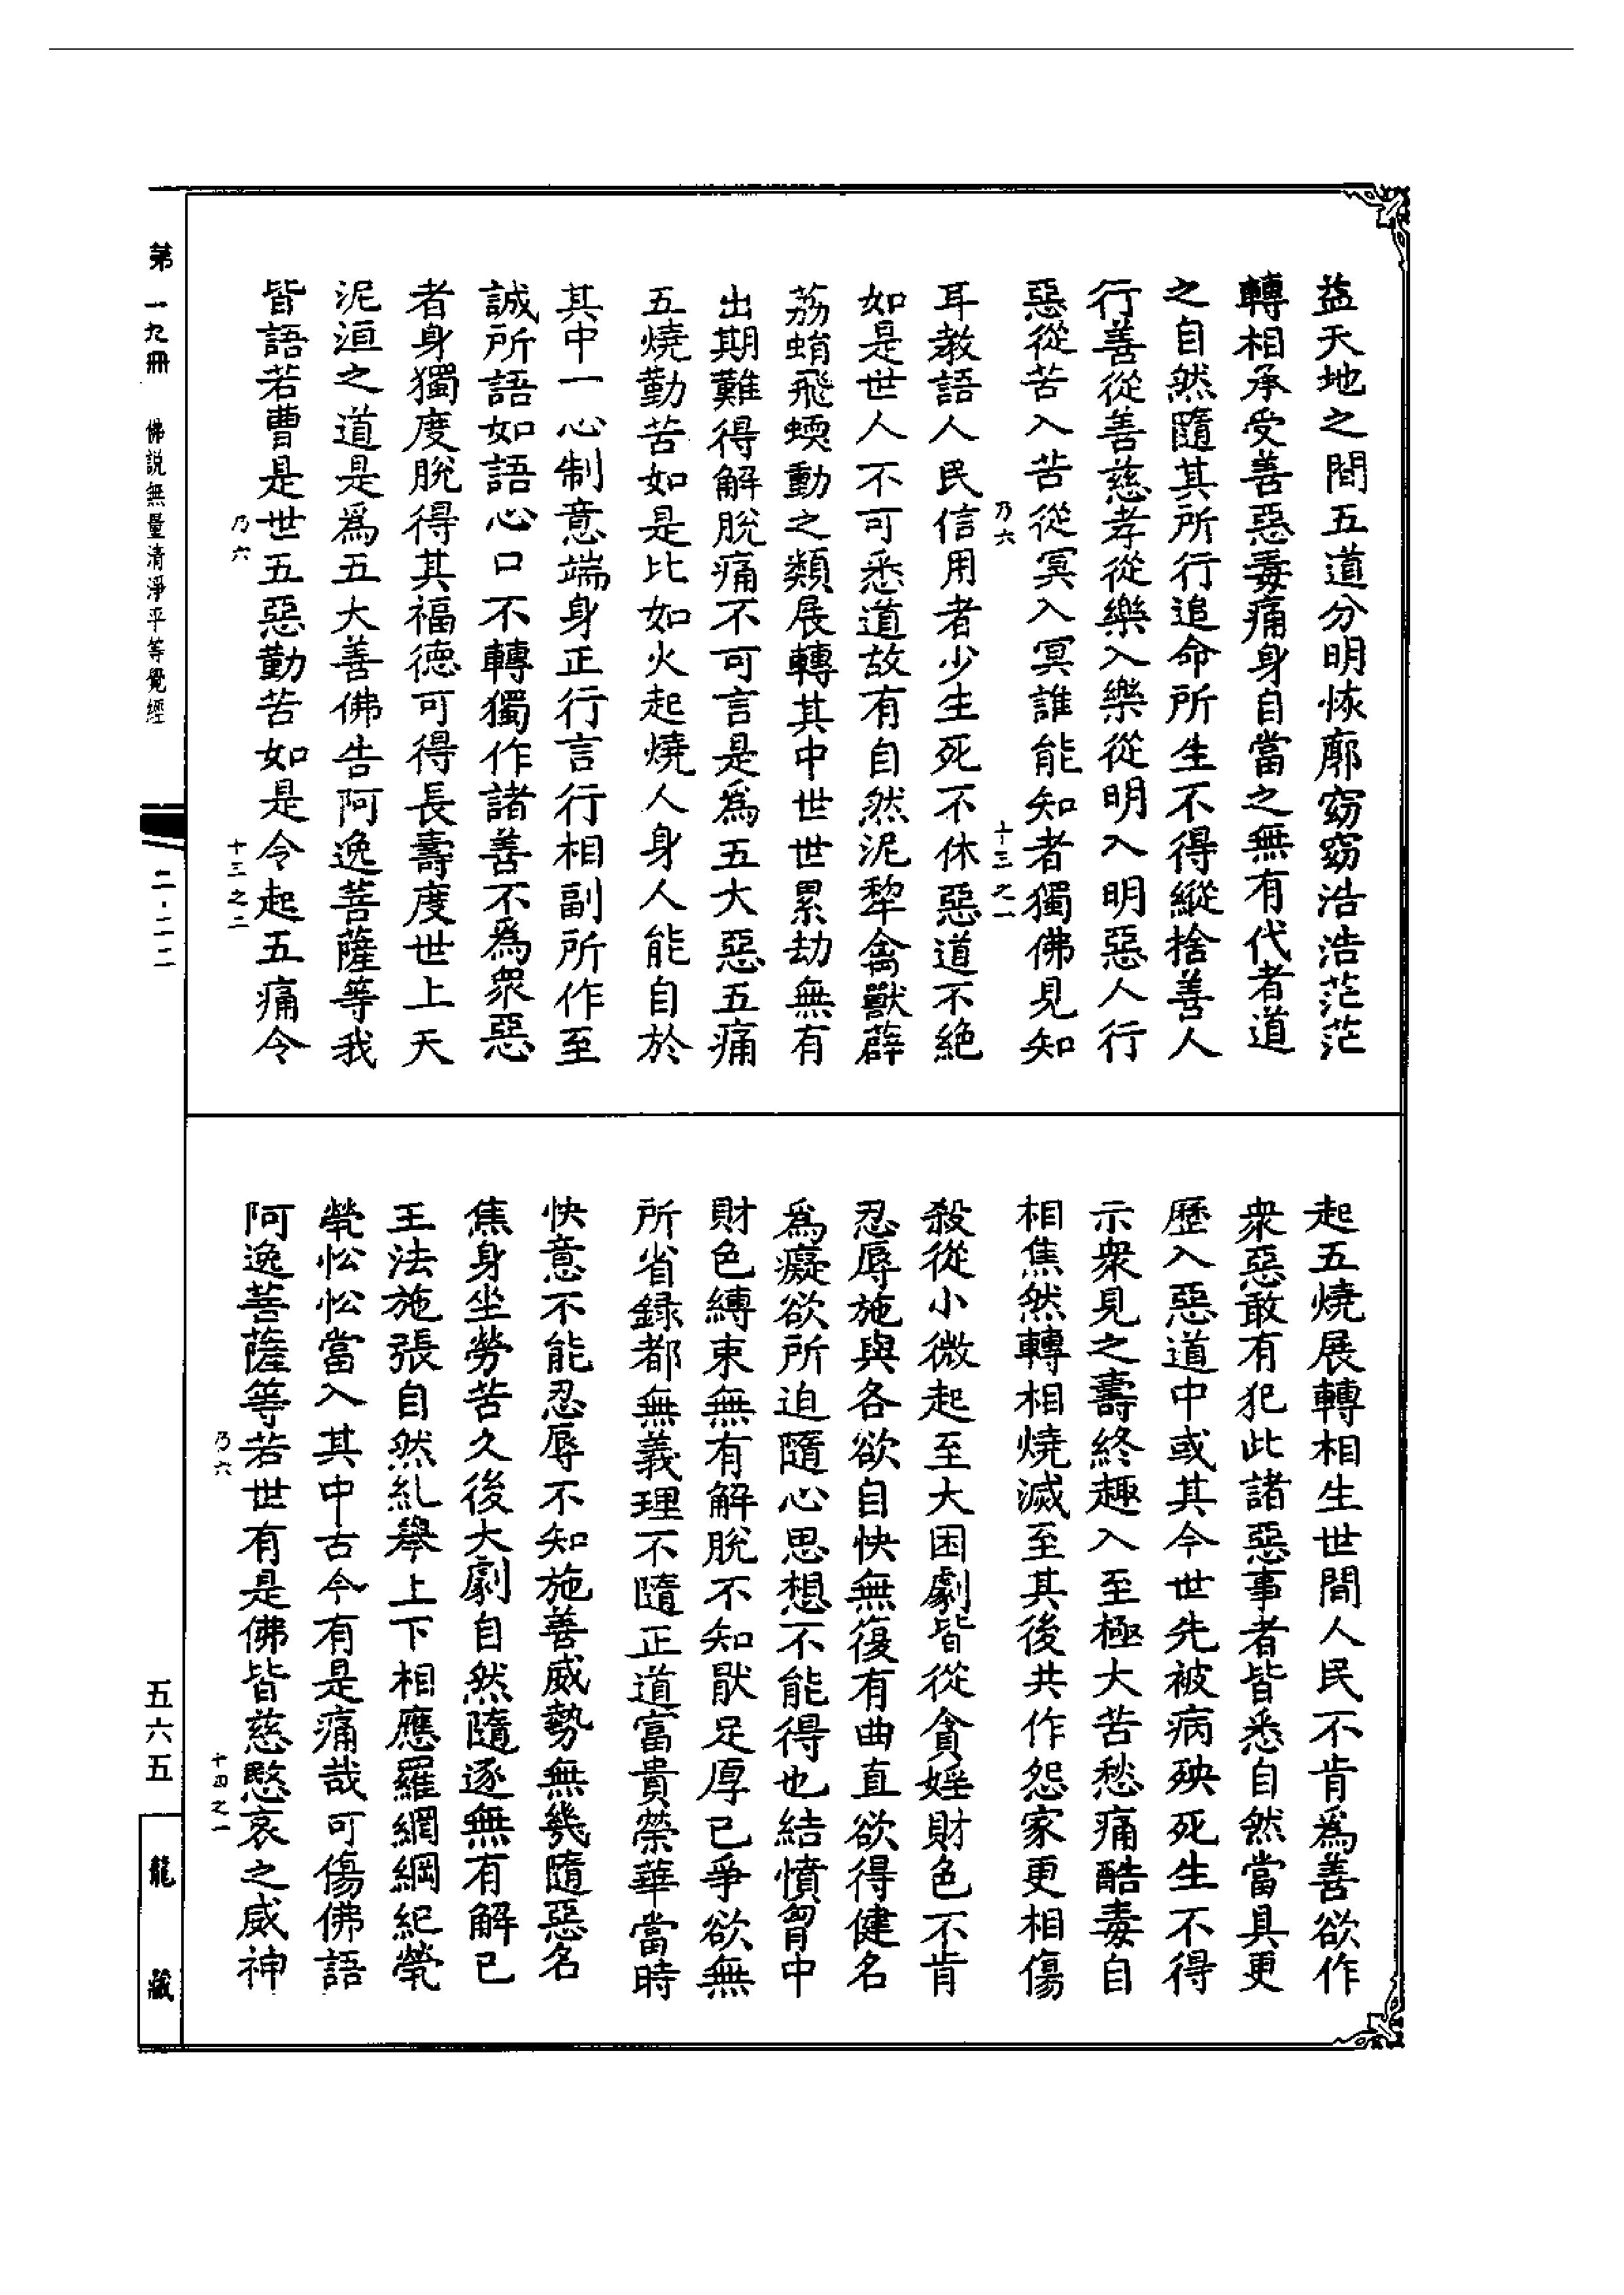 益天地之間五道分明恢廓窈窈浩浩茫茫
轉相承受善惡毒痛身自當之無有代者道
之自然隨其所行追命所生不得縱捨善人
行善從善慈孝從樂入樂從明入明惡人行
惡從苦入苦從冥入冥誰能知者獨佛見知
乃六 十三之一
耳教語人民信用者少生死不休惡道不絕
如是世人不可悉道故有自然泥犂禽獸薜
荔蜎飛蝡動之類展轉其中世世累劫無有
出期難得解脫痛不可言是為五大惡五痛
五燒勤苦如是比如火起燒人身人能自於
其中一心制意端身正行言行相副所作至
誠所語如語心口不轉獨作諸善不為眾惡
者身獨度脫得其福德可得長壽度世上天
泥洹之道是為五大善佛告阿逸菩薩等我
皆語若曹是世五惡勤苦如是令起五痛令
乃六 十三之二
起五燒展轉相生世間人民不肯為善欲作
眾惡敢有犯此諸惡事者皆悉自然當具更
歷入惡道中或其今世先被病殃死生不得
示眾見之壽終趣入至極大苦愁痛酷毒自
相焦然轉相燒滅至其後共作怨家更相傷
殺從小微起至大困劇皆從貪婬財色不肯
忍辱施與各欲自快無復有曲直欲得健名
為癡欲所迫隨心思想不能得也結憤胷中
財色縛束無有解脫不知厭足厚已爭欲無
所省録都無義理不隨正道富貴榮華當時
快意不能忍辱不知施善威勢無幾隨惡名
焦身坐勞苦久後大劇自然隨逐無有解已
王法施張自然糺舉上下相應羅網綱紀煢
煢忪忪當入其中古今有是痛哉可傷佛語
阿逸菩薩等若世有是佛皆慈愍哀之威神
乃六 十四之一
第一九冊 佛説無量清淨平等覺經 二·二二 五六五 龍藏